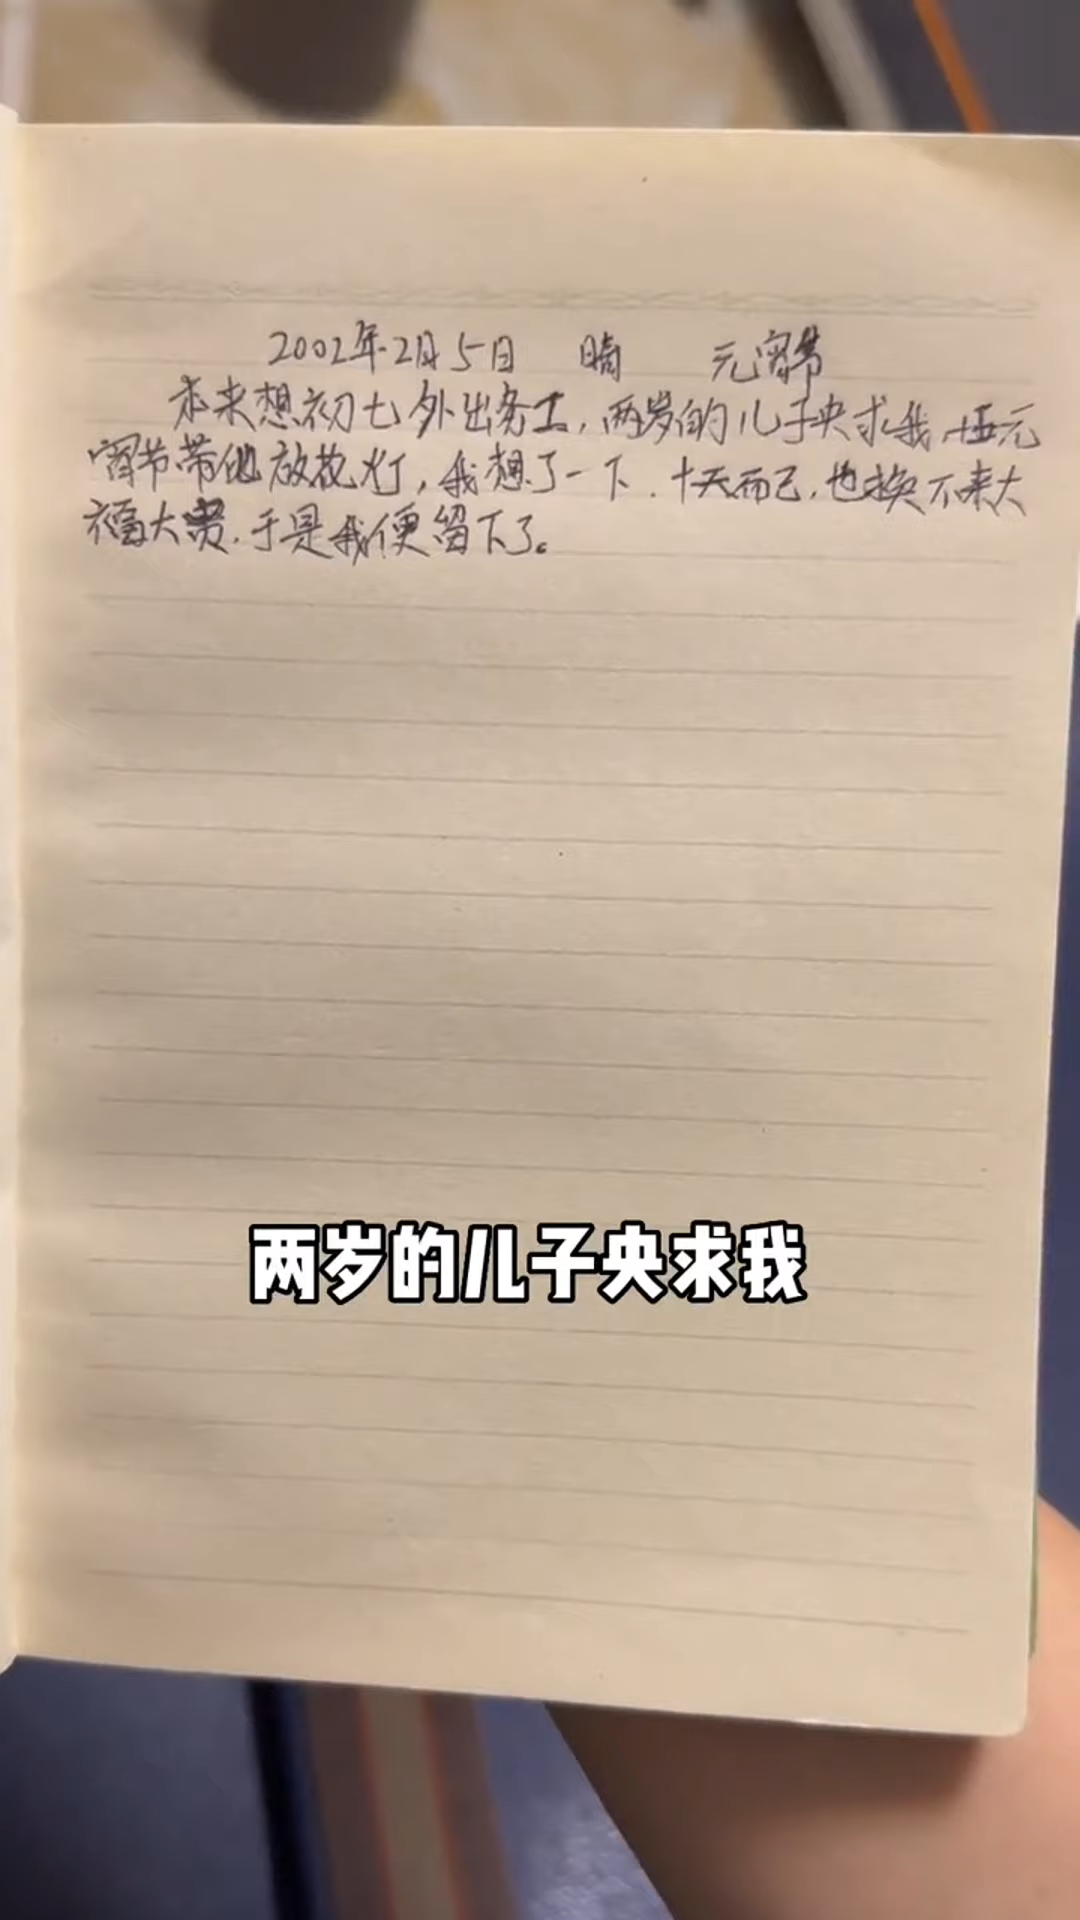 2002年2月5日 晴 元宵节
本来想初七外出务工，两岁的儿子央求我，在元
宵节带他放花灯，我想了一下，十天而已，也换不来大
福大贵，于是我便留下了。
两岁的儿子央求我